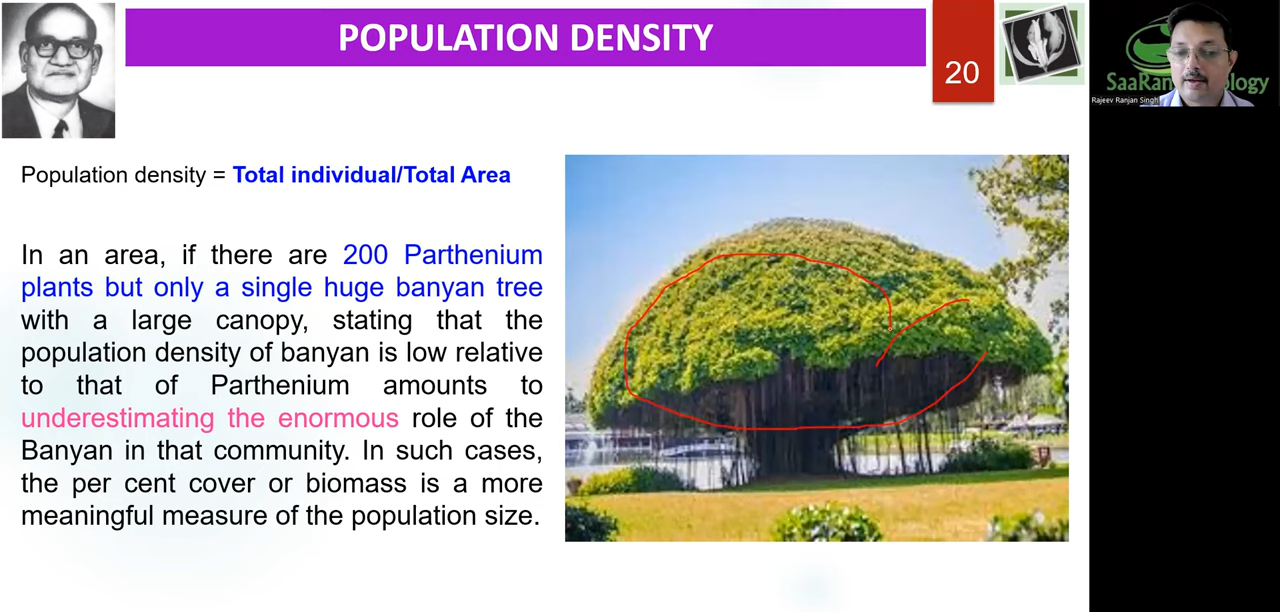 POPULATION DENSITY
20
SaaRan ology
Rajeev Ranjan Singh
Population density = Total individual/Total Area
In an area, if there are 200 Parthenium
plants but only a single huge banyan tree
with a large canopy, stating that the
population density of banyan is low relative
to that of Parthenium amounts to
underestimating the enormous role of the
Banyan in that community. In such cases,
the per cent cover or biomass is a more
meaningful measure of the population size.